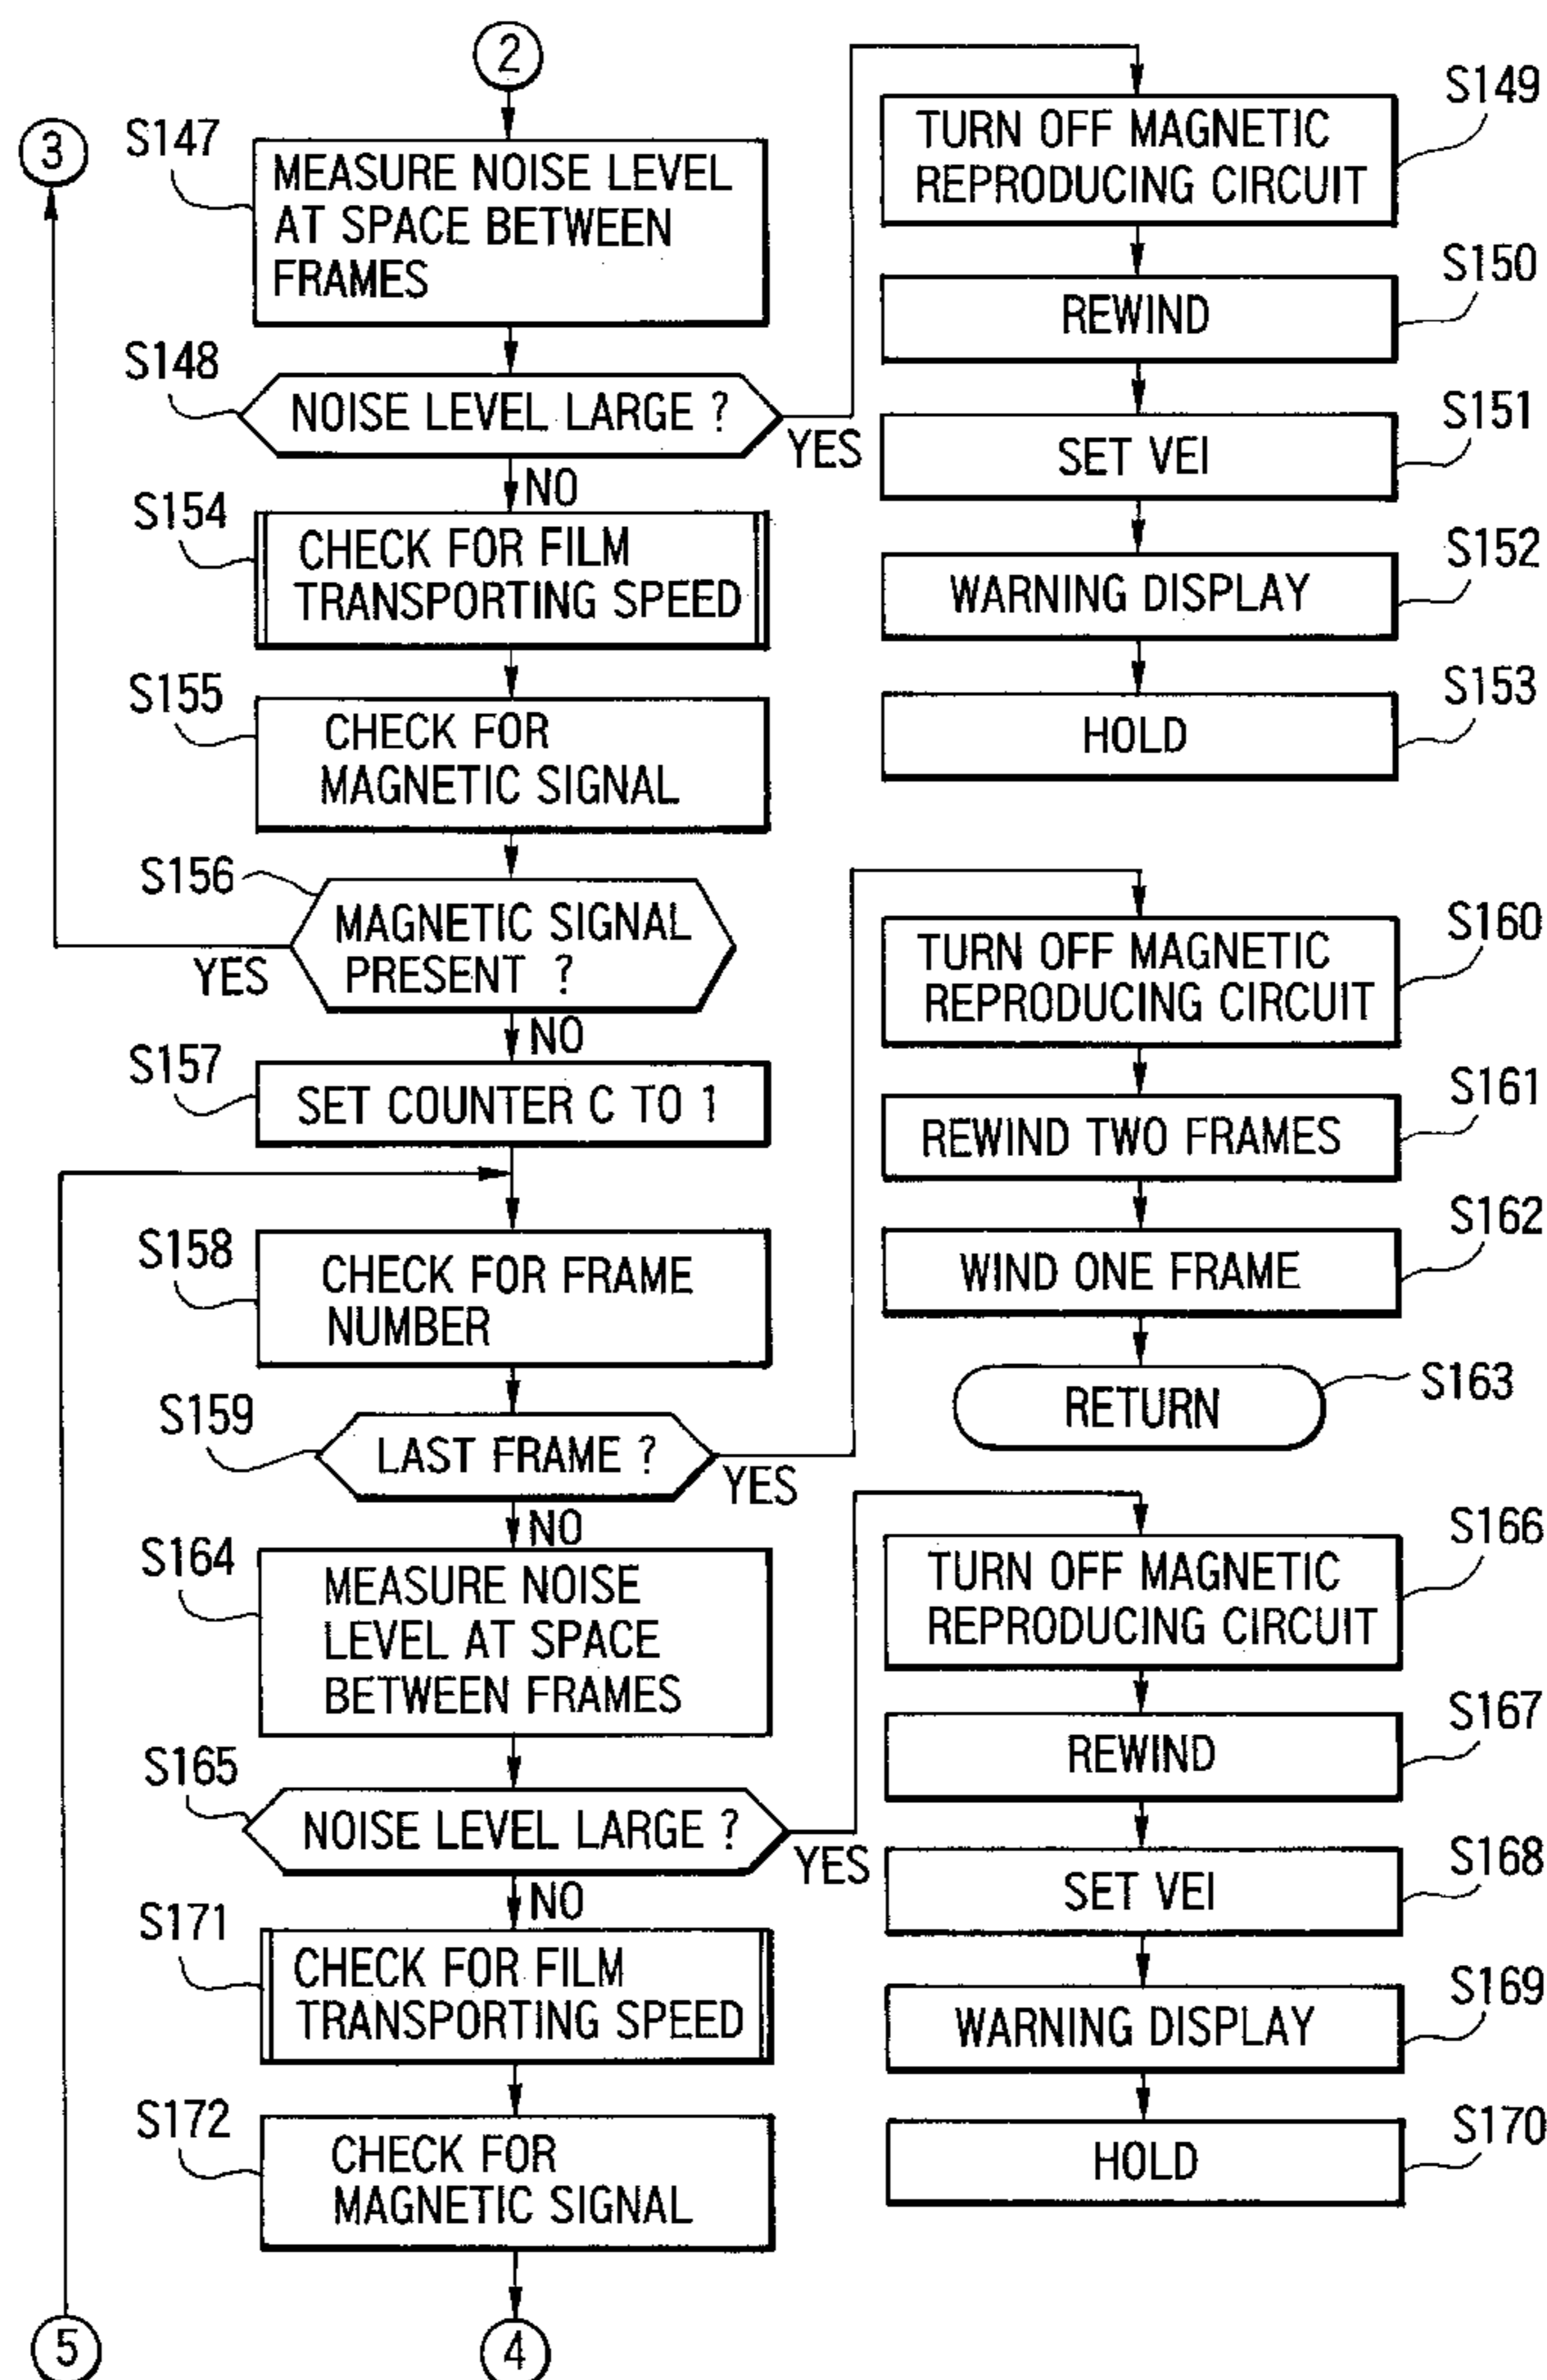 2
3
S147
MEASURE NOISE LEVEL
AT SPACE BETWEEN
FRAMES
S148
NOISE LEVEL LARGE ?
YES
NO
S149
TURN OFF MAGNETIC
REPRODUCING CIRCUIT
S150
REWIND
S151
SET VEI
S152
WARNING DISPLAY
S153
HOLD
S154
CHECK FOR FILM
TRANSPORTING SPEED
S155
CHECK FOR
MAGNETIC SIGNAL
S156
MAGNETIC SIGNAL
PRESENT ?
YES
NO
S157
SET COUNTER C TO 1
S158
CHECK FOR FRAME
NUMBER
S159
LAST FRAME ?
YES
NO
S160
TURN OFF MAGNETIC
REPRODUCING CIRCUIT
S161
REWIND TWO FRAMES
S162
WIND ONE FRAME
S163
RETURN
S164
MEASURE NOISE
LEVEL AT SPACE
BETWEEN FRAMES
S165
NOISE LEVEL LARGE ?
YES
NO
S166
TURN OFF MAGNETIC
REPRODUCING CIRCUIT
S167
REWIND
S168
SET VEI
S169
WARNING DISPLAY
S170
HOLD
S171
CHECK FOR FILM
TRANSPORTING SPEED
S172
CHECK FOR
MAGNETIC SIGNAL
5
4